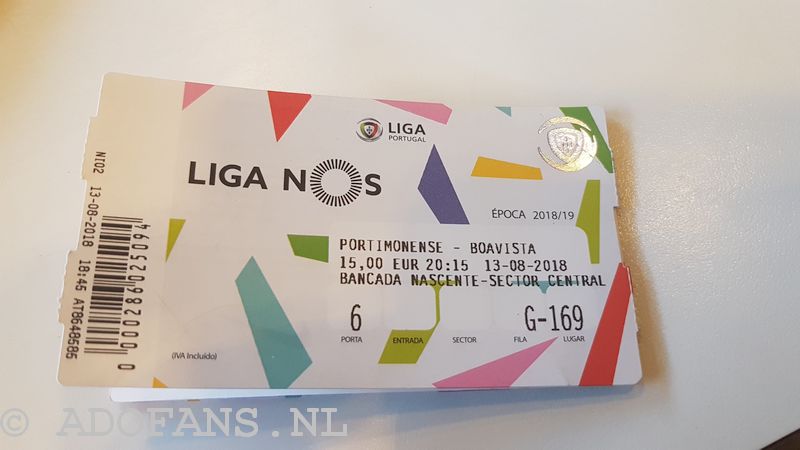 LIGA
PORTUGAL
LIGA NOS
ÉPOCA 2018/19
PORTIMONENSE - BOAVISTA
15,00 EUR 20:15 13-08-2018
BANCADA NASCENTE-SECTOR CENTRAL
6 G-169
PORTA ENTRADA SECTOR FILA LUGAR
(IVA Incluído)
NI02 13-08-2018 18:45 AT8648585
0000286025094
© ADOFANS.NL